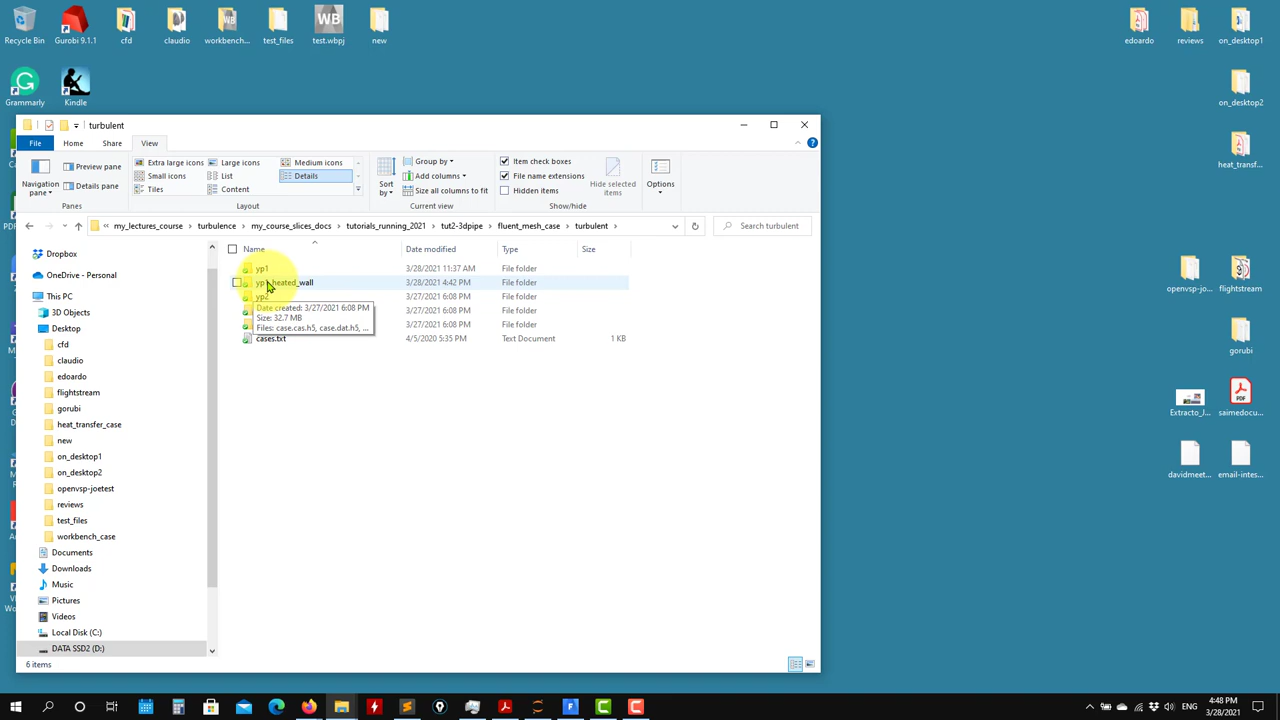 Recycle Bin
Gurobi 9.1.1
cfd
claudio
workbench...
test_files
test.wbpj
new
edoardo
reviews
on_desktop1
Grammarly
Kindle
on_desktop2
heat_transf...
openvsp-jo...
flightstream
gorubi
Extracto_J...
saimedocu...
davidmeet...
email-intes...
turbulent
File
Home
Share
View
Navigation pane
Preview pane
Details pane
Panes
Extra large icons
Large icons
Medium icons
Small icons
List
Details
Tiles
Content
Layout
Sort by
Group by
Add columns
Size all columns to fit
Current view
Item check boxes
File name extensions
Hidden items
Hide selected items
Show/hide
Options
my_lectures_course
turbulence
my_course_slices_docs
tutorials_running_2021
tut2-3dpipe
fluent_mesh_case
turbulent
Search turbulent
Name
Date modified
Type
Size
yp1 3/28/2021 11:37 AM File folder
yp1_heated_wall 3/28/2021 4:42 PM File folder
yp2 3/27/2021 6:08 PM File folder
3/27/2021 6:08 PM File folder
3/27/2021 6:08 PM File folder
cases.txt 4/5/2020 5:35 PM Text Document 1 KB
Date created: 3/27/2021 6:08 PM
Size: 32.7 MB
Files: case.cas.h5, case.dat.h5, ...
Dropbox
OneDrive - Personal
This PC
3D Objects
Desktop
cfd
claudio
edoardo
flightstream
gorubi
heat_transfer_case
new
on_desktop1
on_desktop2
openvsp-joetest
reviews
test_files
workbench_case
Documents
Downloads
Music
Pictures
Videos
Local Disk (C:)
DATA SSD2 (D:)
6 items
ENG
4:48 PM
3/28/2021